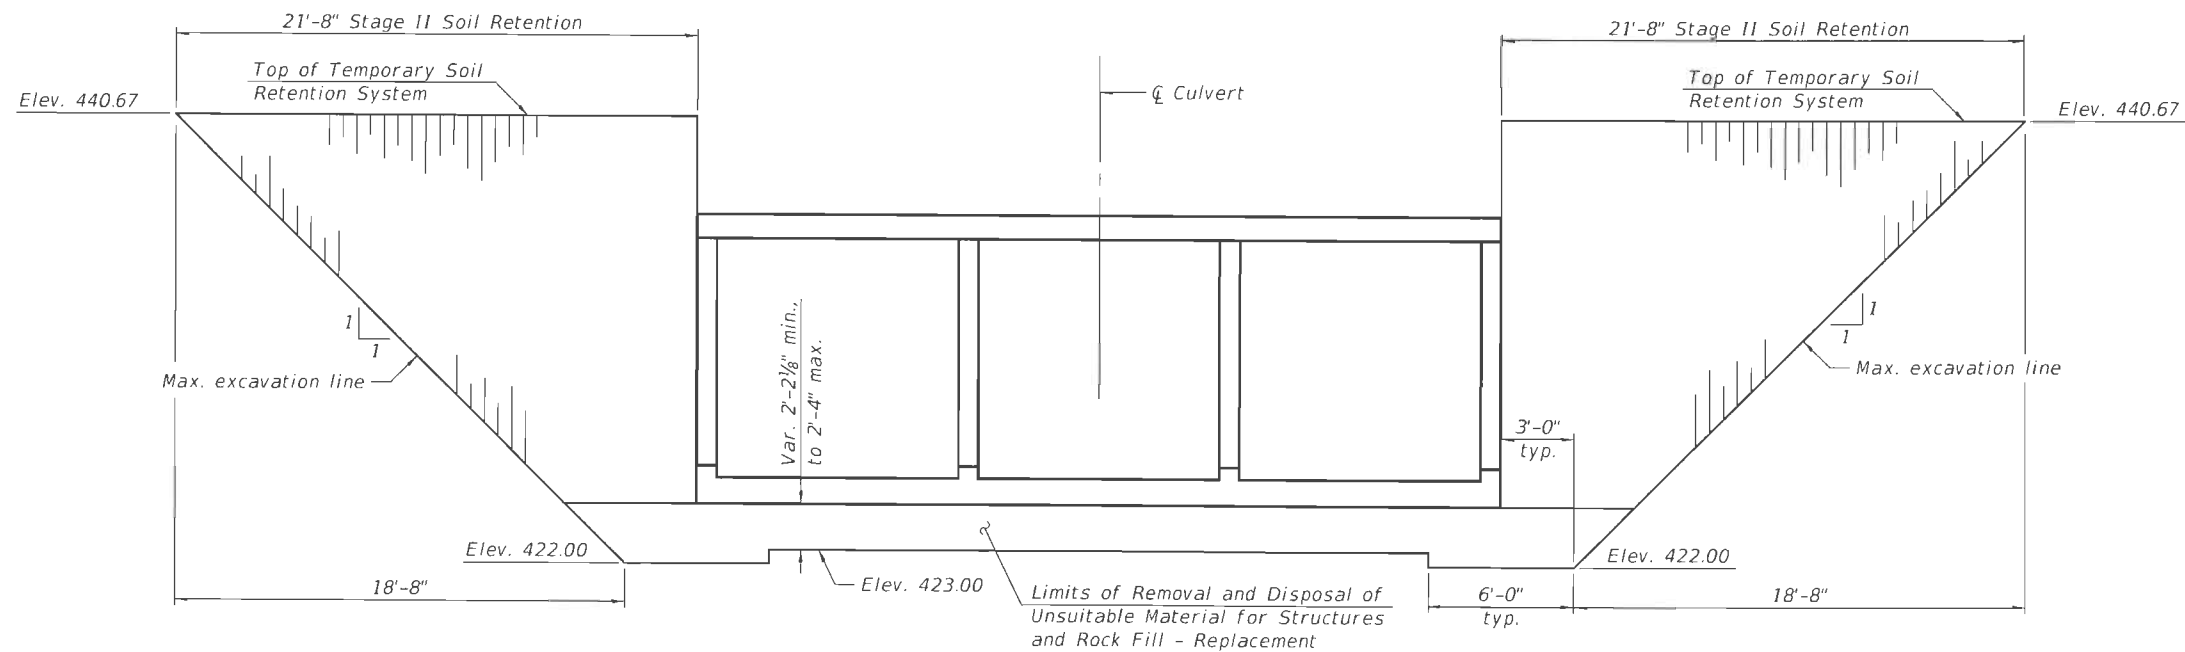 21'-8" Stage II Soil Retention
21'-8" Stage II Soil Retention
Top of Temporary Soil
Retention System
℄ Culvert
Top of Temporary Soil
Retention System
Elev. 440.67
Elev. 440.67
1
1
1
1
Var. 2'-2⅛" min.,
to 2'-4" max.
Max. excavation line
Max. excavation line
3'-0"
typ.
Elev. 422.00
Elev. 422.00
Elev. 423.00
18'-8"
Limits of Removal and Disposal of
Unsuitable Material for Structures
and Rock Fill - Replacement
6'-0"
typ.
18'-8"